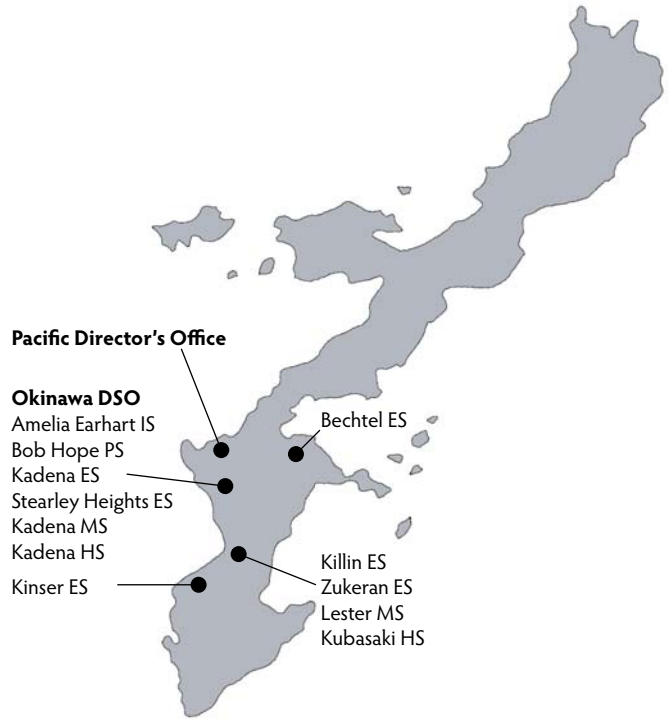 Pacific Director's Office
Okinawa DSO
Amelia Earhart IS
Bob Hope PS
Kadena ES
Stearley Heights ES
Kadena MS
Kadena HS
Kinser ES
Bechtel ES
Killin ES
Zukeran ES
Lester MS
Kubasaki HS